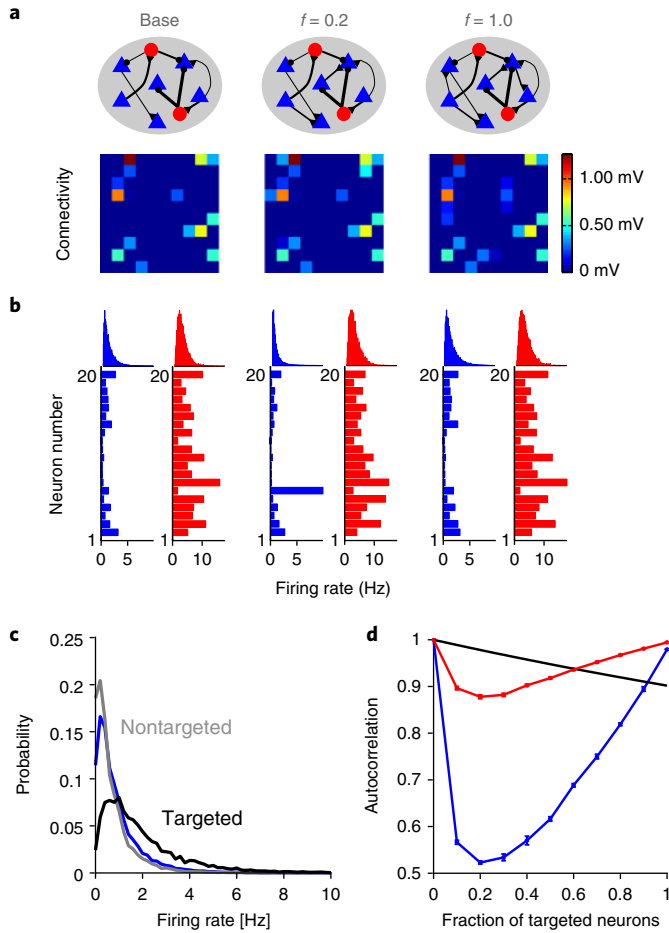 a
Base
f = 0.2
f = 1.0
Connectivity
1.00 mV
0.50 mV
0 mV
b
Neuron number
20
1
20
1
20
1
20
1
20
1
20
1
0 5
0 10
0 5
0 10
0 5
0 10
Firing rate (Hz)
c
Probability
0.25
0.2
0.15
0.1
0.05
0
Nontargeted
Targeted
0 2 4 6 8 10
Firing rate [Hz]
d
Autocorrelation
1
0.9
0.8
0.7
0.6
0.5
0 0.2 0.4 0.6 0.8 1
Fraction of targeted neurons